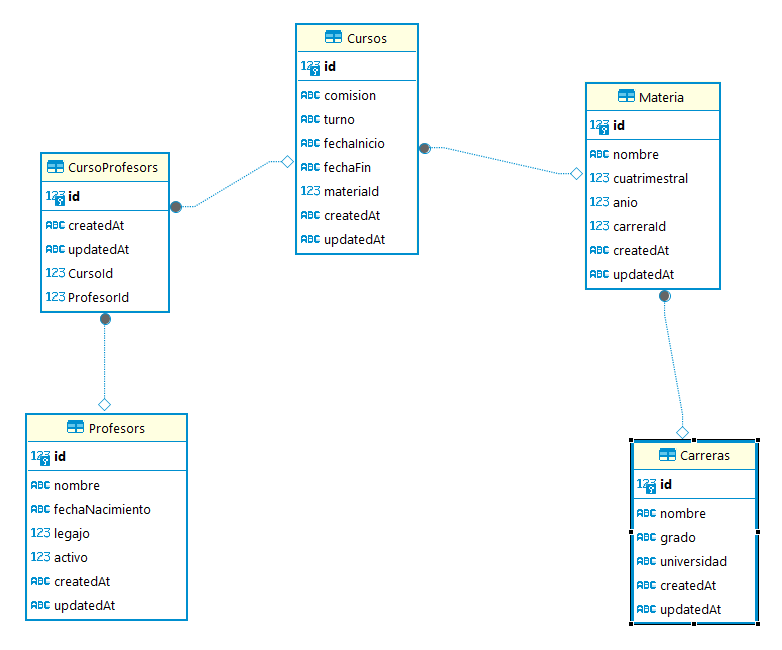 Cursos
123 id
ABC comision
ABC turno
ABC fechaInicio
ABC fechaFin
123 materiaId
ABC createdAt
ABC updatedAt
Materia
123 id
ABC nombre
123 cuatrimestral
123 anio
123 carreraId
ABC createdAt
ABC updatedAt
CursoProfesors
123 id
ABC createdAt
ABC updatedAt
123 CursoId
123 ProfesorId
Profesors
123 id
ABC nombre
ABC fechaNacimiento
123 legajo
123 activo
ABC createdAt
ABC updatedAt
Carreras
123 id
ABC nombre
ABC grado
ABC universidad
ABC createdAt
ABC updatedAt